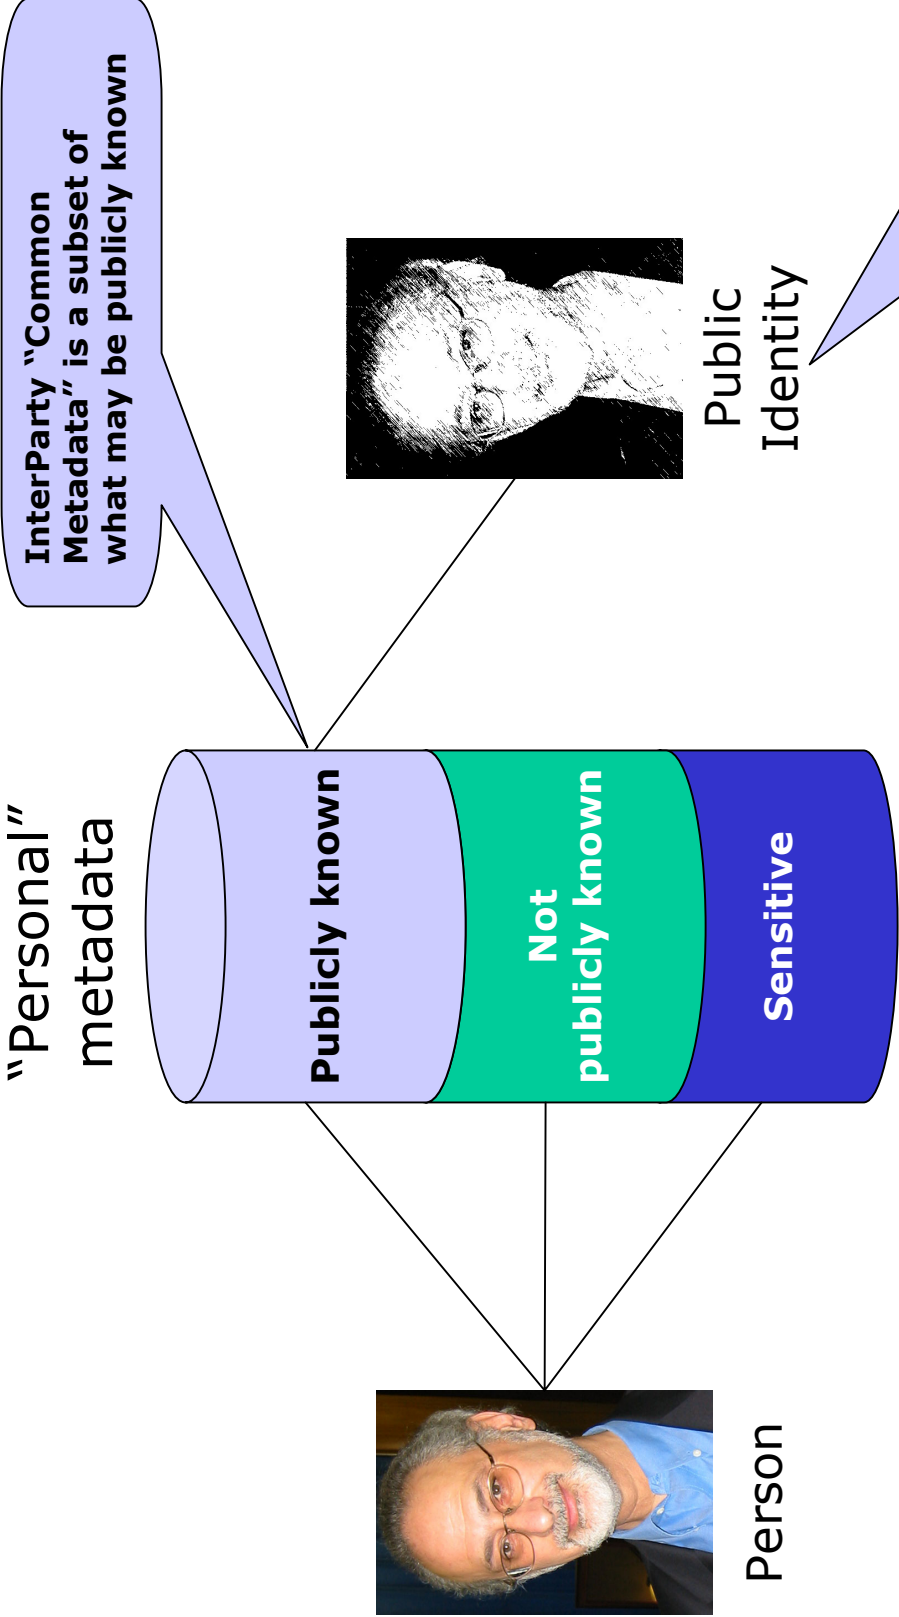 “Personal”
metadata
InterParty “Common
Metadata” is a subset of
what may be publicly known
Publicly known
Not
publicly known
Sensitive
Person
Public
Identity